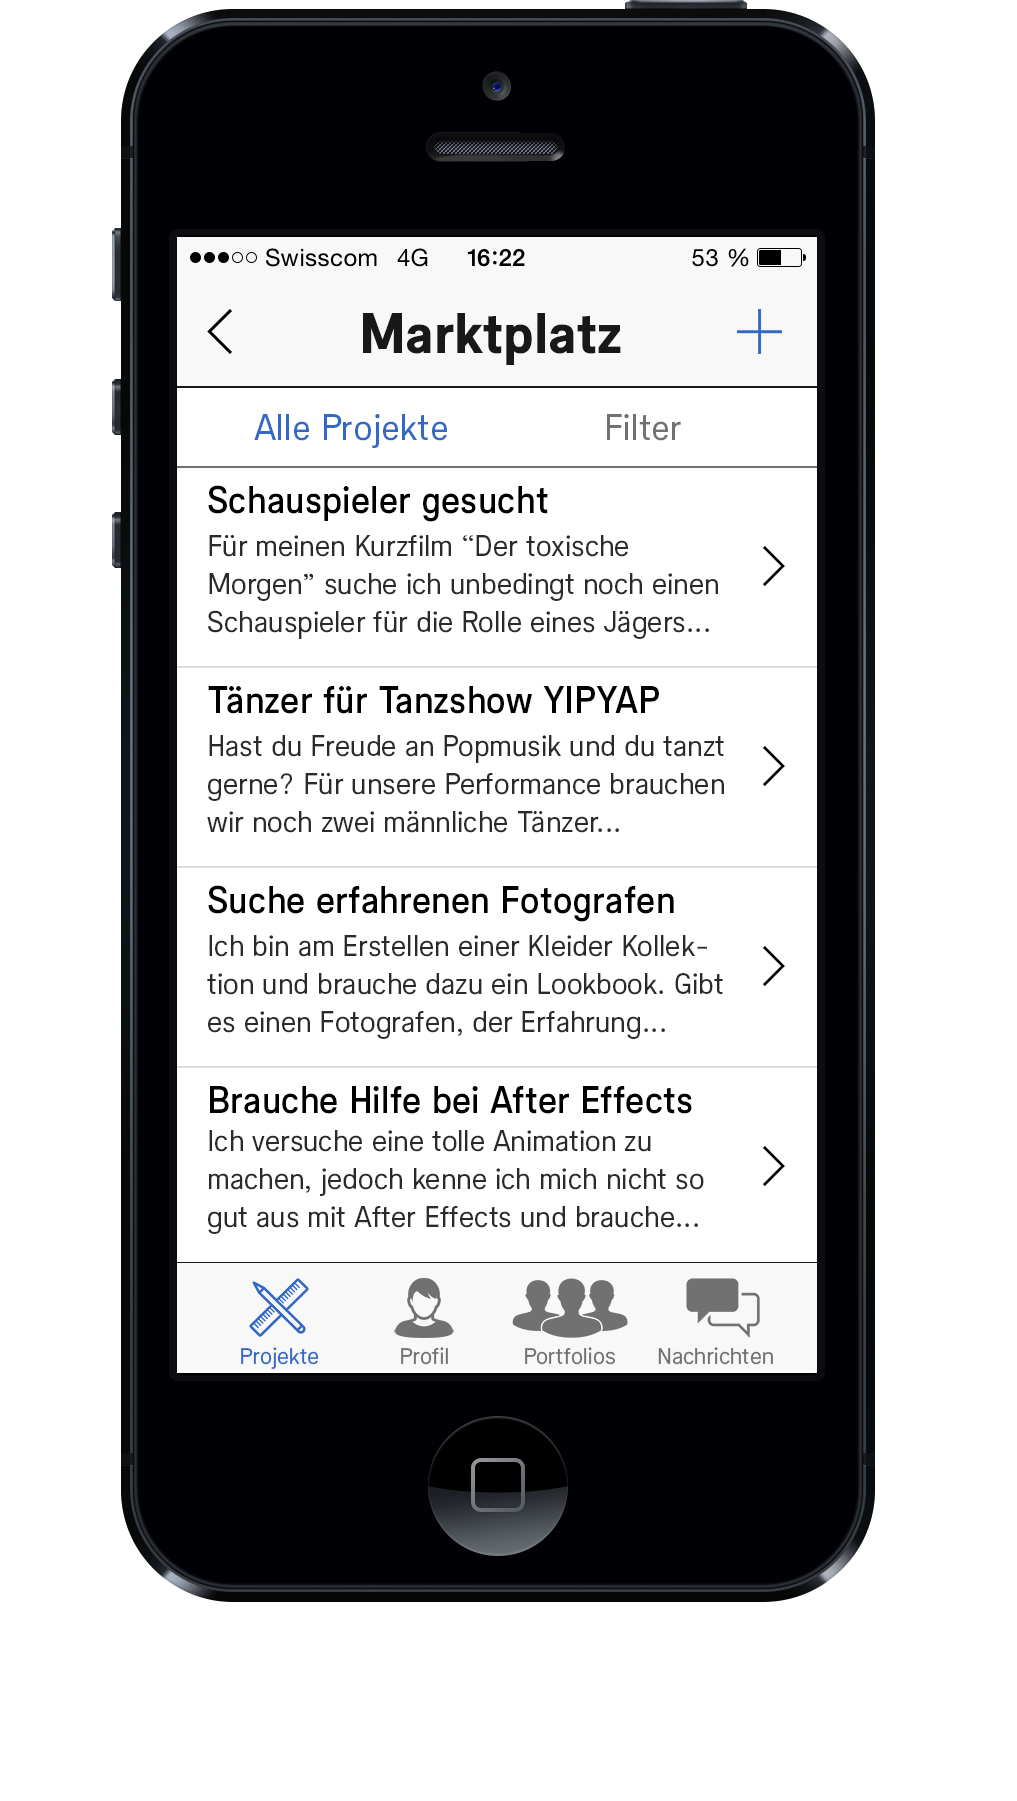 Swisscom 4G 16:22 53 %
Marktplatz
Alle Projekte Filter
Schauspieler gesucht
Für meinen Kurzfilm “Der toxische
Morgen” suche ich unbedingt noch einen
Schauspieler für die Rolle eines Jägers...
Tänzer für Tanzshow YIPYAP
Hast du Freude an Popmusik und du tanzt
gerne? Für unsere Performance brauchen
wir noch zwei männliche Tänzer...
Suche erfahrenen Fotografen
Ich bin am Erstellen einer Kleider Kollek-
tion und brauche dazu ein Lookbook. Gibt
es einen Fotografen, der Erfahrung...
Brauche Hilfe bei After Effects
Ich versuche eine tolle Animation zu
machen, jedoch kenne ich mich nicht so
gut aus mit After Effects und brauche...
Projekte Profil Portfolios Nachrichten